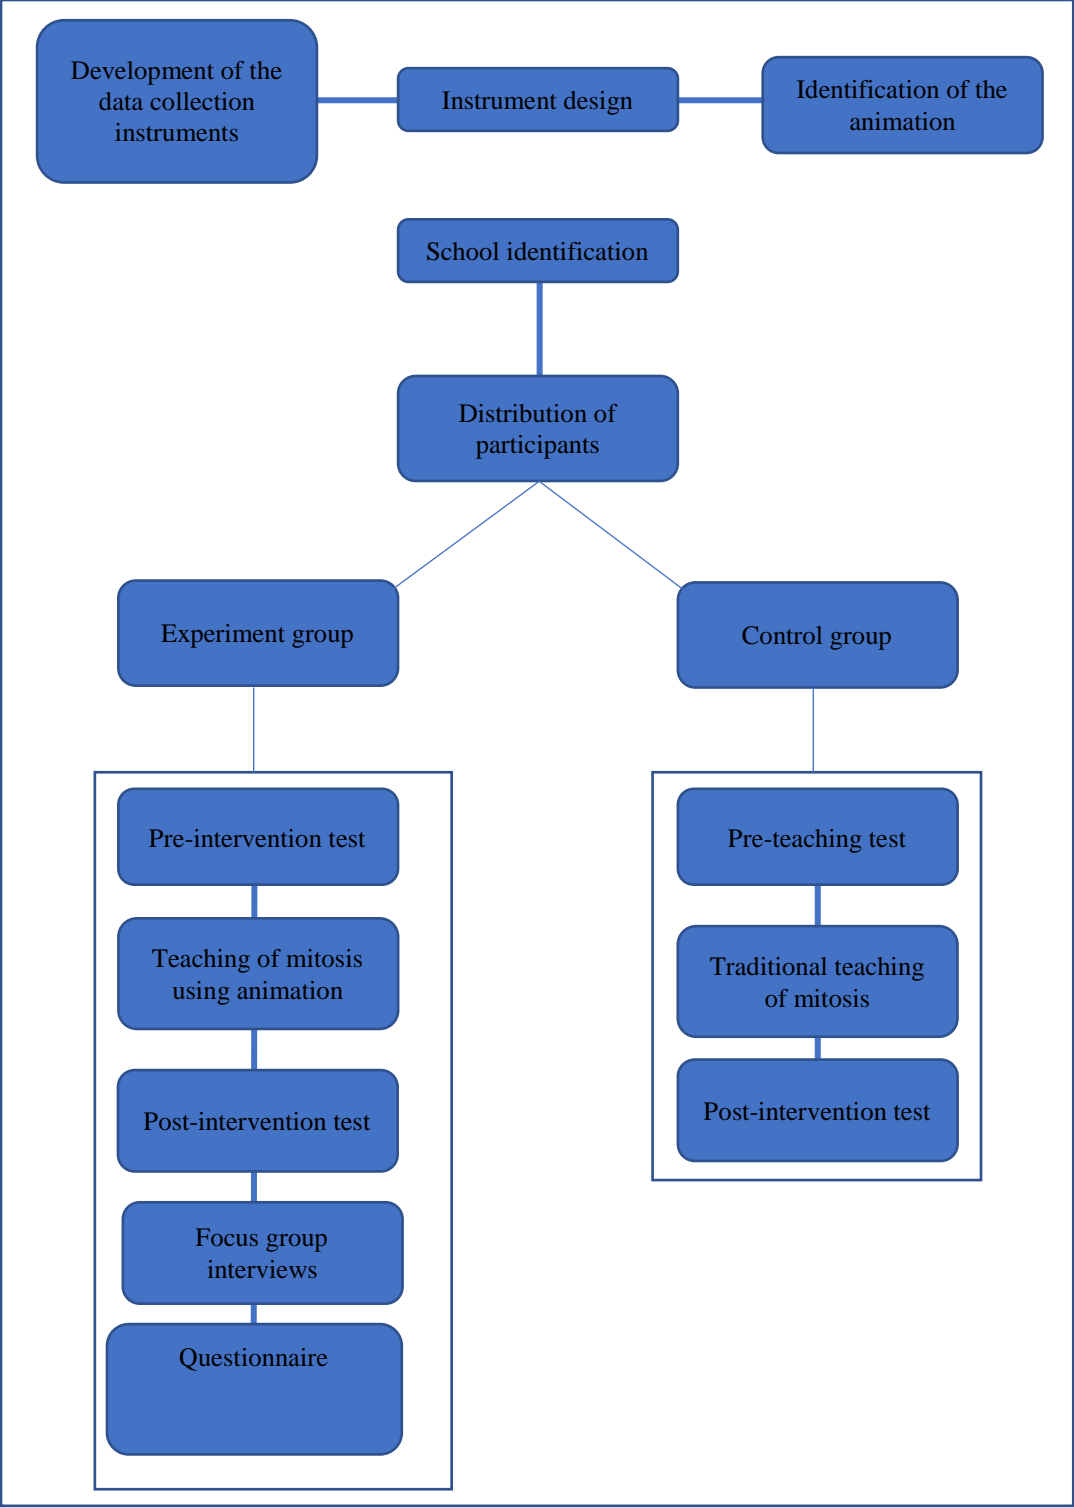 Development of the
data collection
instruments
Instrument design
Identification of the
animation
School identification
Distribution of
participants
Experiment group
Control group
Pre-intervention test
Teaching of mitosis
using animation
Post-intervention test
Focus group
interviews
Questionnaire
Pre-teaching test
Traditional teaching
of mitosis
Post-intervention test